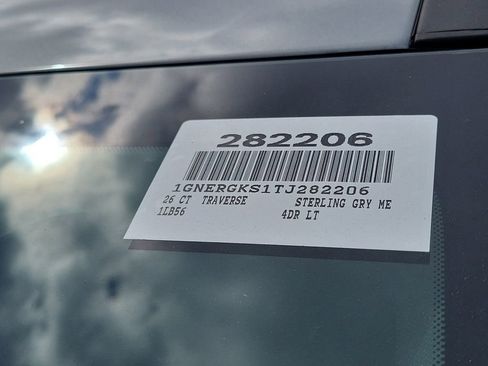 282206
1GNERGKS1TJ282206
26 CT TRAVERSE STERLING GRY ME
1LB56 4DR LT